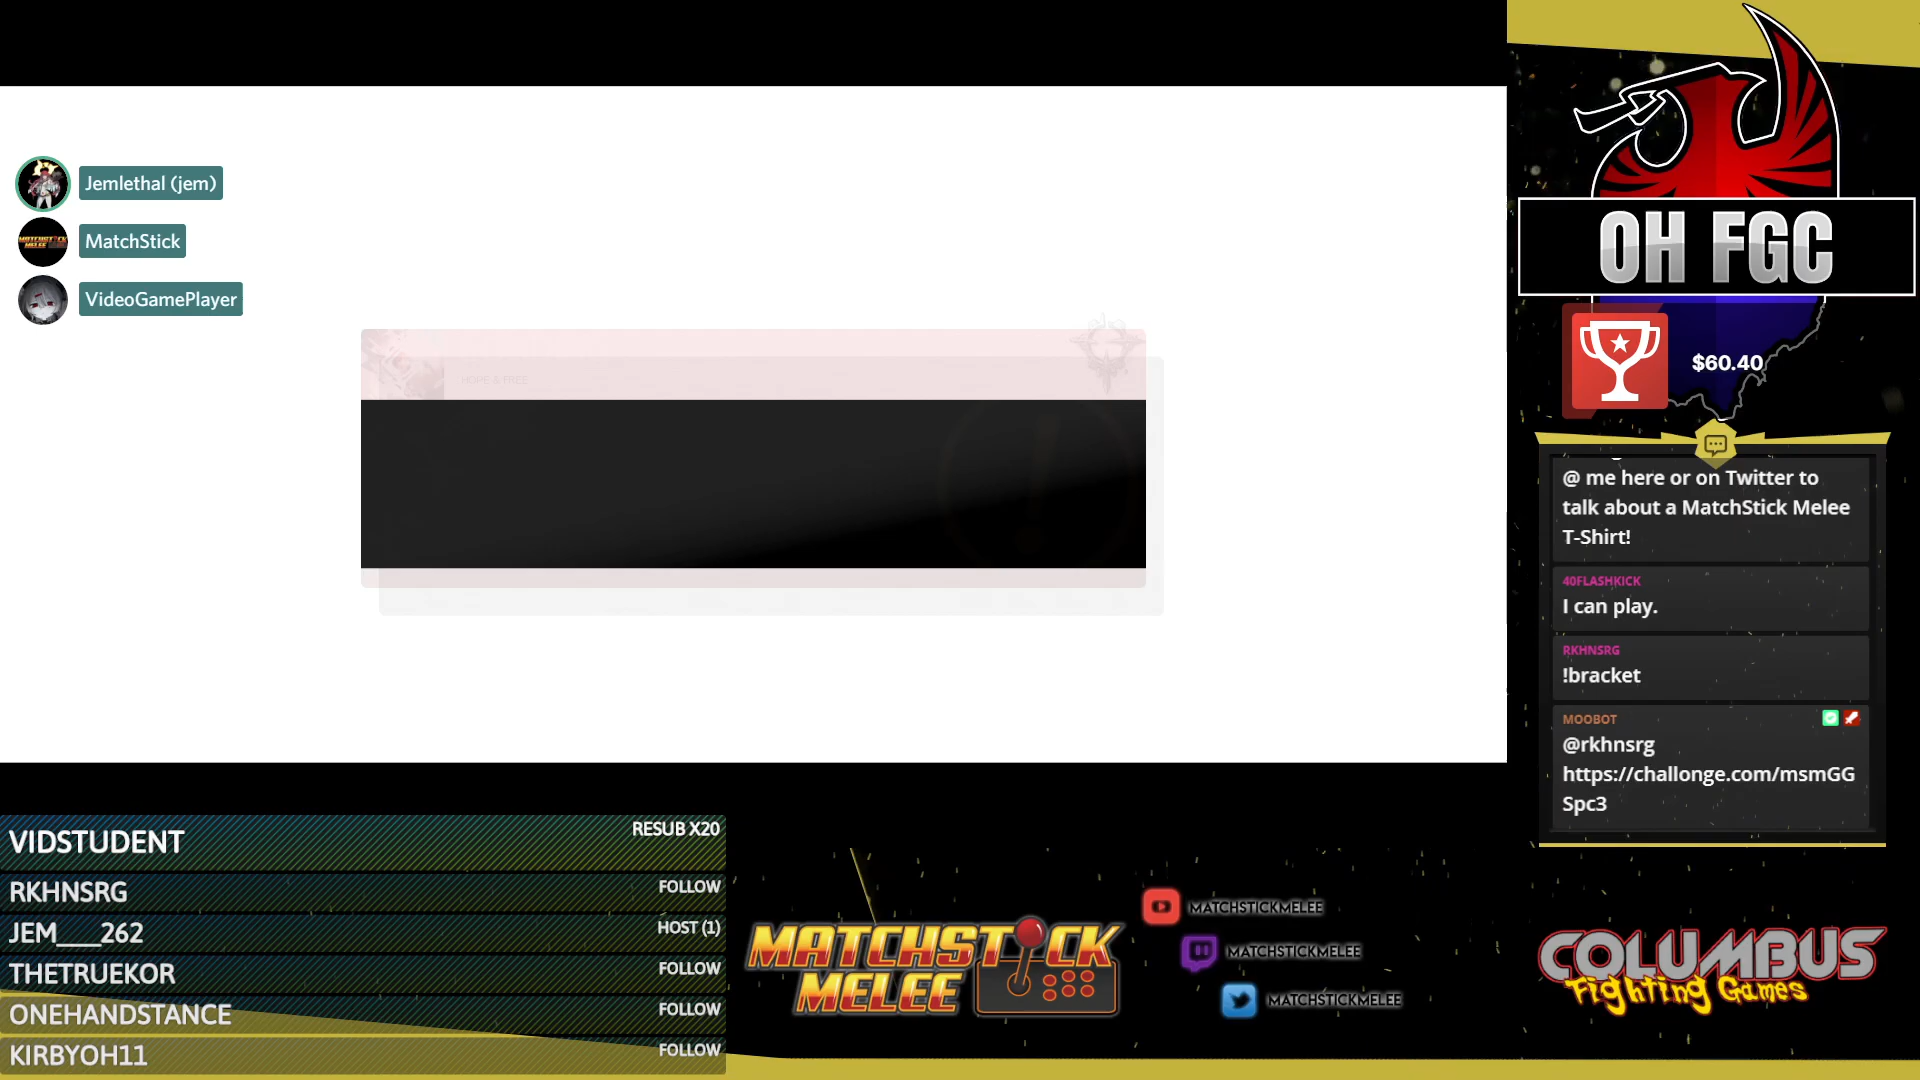 Jemlethal (jem)
MatchStick
VideoGamePlayer
HOPE & FREE
OH FGC
$60.40
@ me here or on Twitter to
talk about a MatchStick Melee
T-Shirt!
40FLASHKICK
I can play.
RKHNSRG
!bracket
MOOBOT
@rkhnsrg
https://challonge.com/msmGG
Spc3
VIDSTUDENT RESUB X20
RKHNSRG FOLLOW
JEM___262 HOST (1)
THETRUEKOR FOLLOW
ONEHANDSTANCE FOLLOW
KIRBYOH11 FOLLOW
MATCHSTICK
MELEE
MATCHSTICKMELEE
MATCHSTICKMELEE
MATCHSTICKMELEE
COLUMBUS
Fighting Games